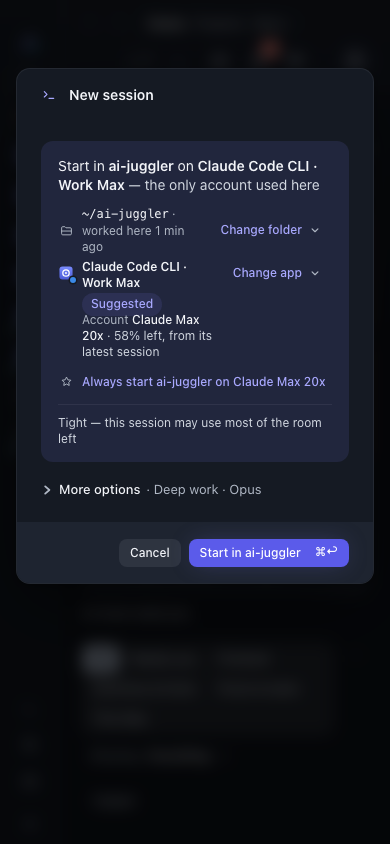 New session
Start in ai-juggler on Claude Code CLI ·
Work Max — the only account used here
~/ai-juggler ·
worked here 1 min
ago
Change folder
Claude Code CLI ·
Work Max
Change app
Suggested
Account Claude Max
20x · 58% left, from its
latest session
Always start ai-juggler on Claude Max 20x
Tight — this session may use most of the room
left
More options · Deep work · Opus
Cancel
Start in ai-juggler ⌘↩